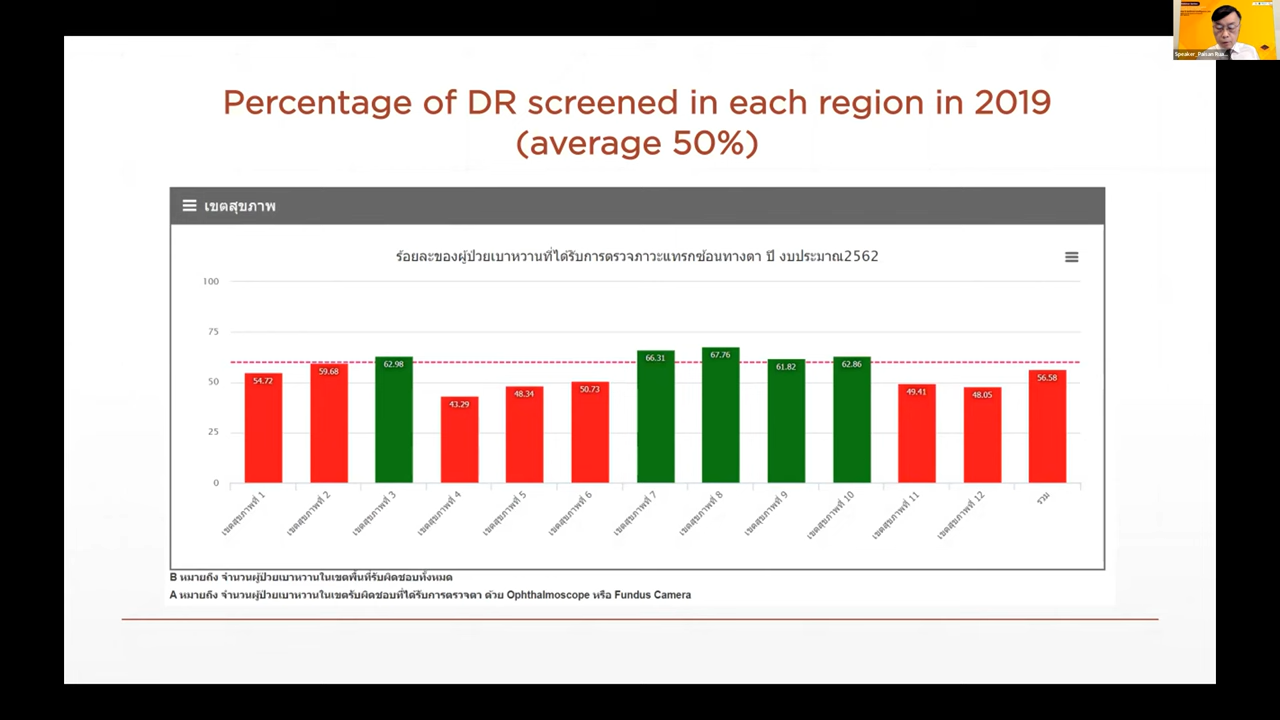 Percentage of DR screened in each region in 2019
(average 50%)
เขตสุขภาพ
ร้อยละของผู้ป่วยเบาหวานที่ได้รับการตรวจภาวะแทรกซ้อนทางตา ปี งบประมาณ2562
100
75
50
25
0
54.72
59.68
62.98
43.29
48.34
50.73
66.31
67.76
61.82
62.86
49.41
48.05
56.58
เขตสุขภาพที่ 1
เขตสุขภาพที่ 2
เขตสุขภาพที่ 3
เขตสุขภาพที่ 4
เขตสุขภาพที่ 5
เขตสุขภาพที่ 6
เขตสุขภาพที่ 7
เขตสุขภาพที่ 8
เขตสุขภาพที่ 9
เขตสุขภาพที่ 10
เขตสุขภาพที่ 11
เขตสุขภาพที่ 12
รวม
B หมายถึง จำนวนผู้ป่วยเบาหวานในเขตพื้นที่รับผิดชอบทั้งหมด
A หมายถึง จำนวนผู้ป่วยเบาหวานในเขตรับผิดชอบที่ได้รับการตรวจตา ด้วย Ophthalmoscope หรือ Fundus Camera
Speaker_Paisan